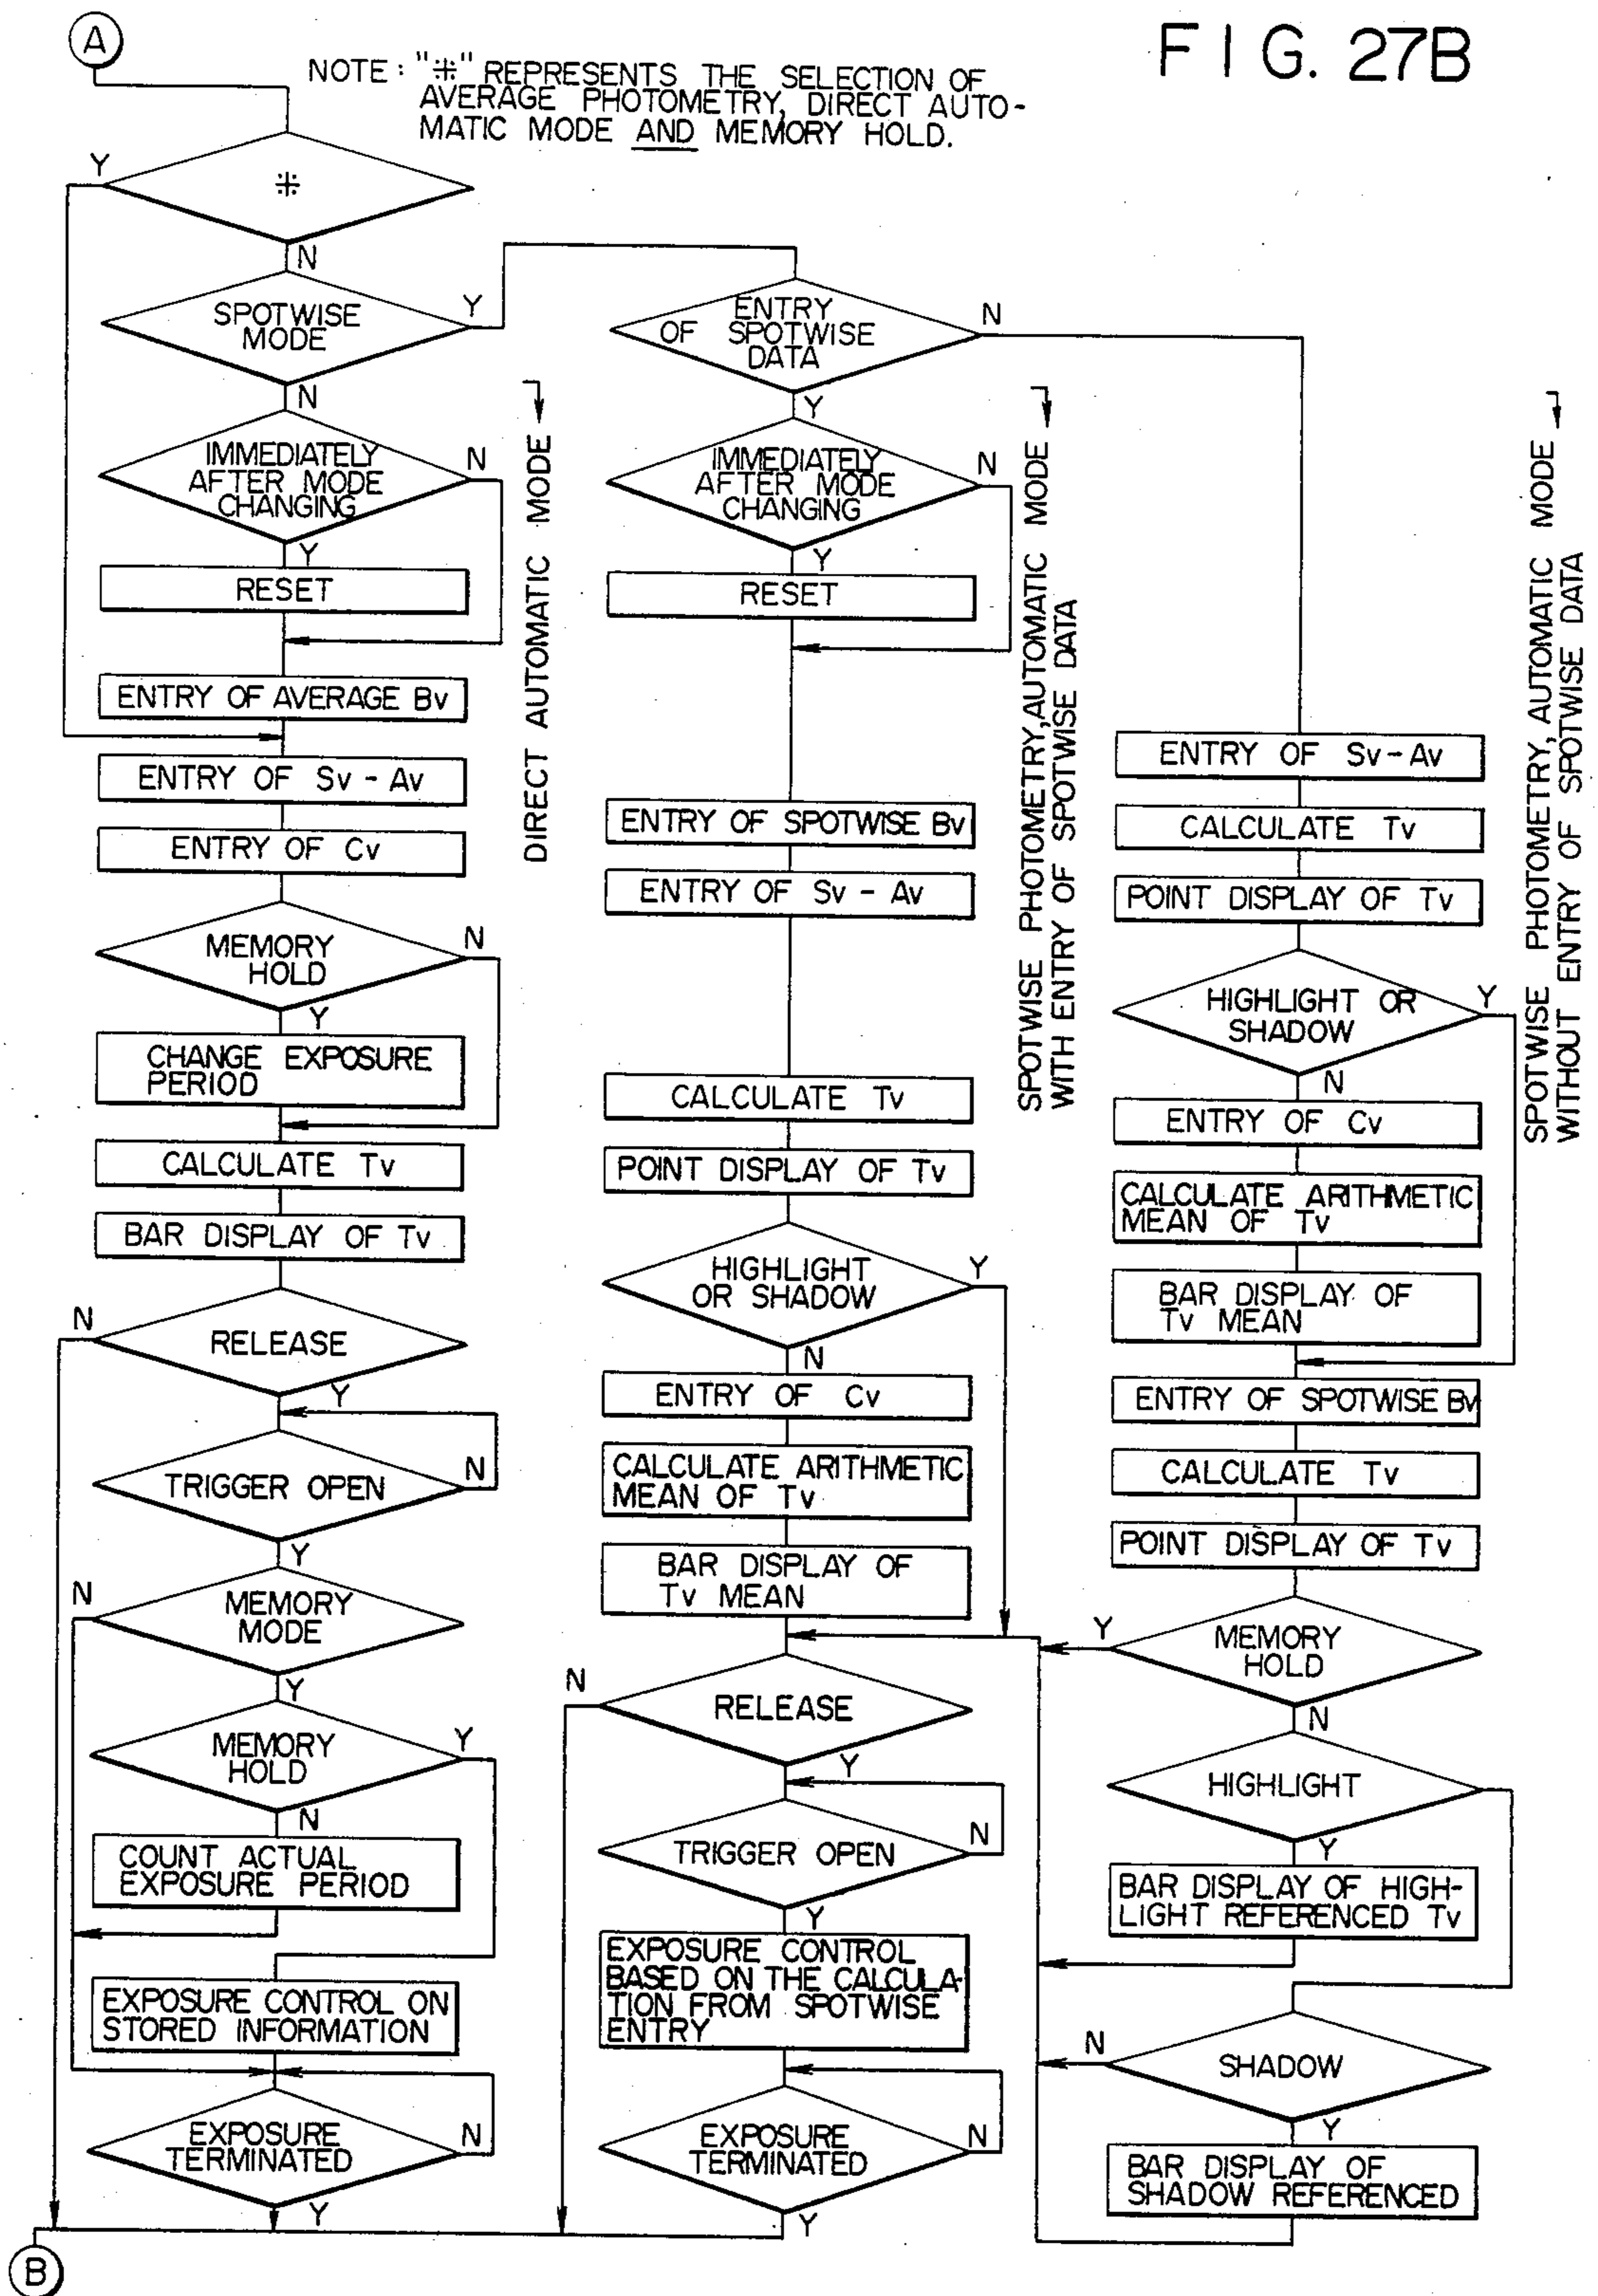 FIG. 27B
A
NOTE: "⁜" REPRESENTS THE SELECTION OF
AVERAGE PHOTOMETRY, DIRECT AUTO-
MATIC MODE AND MEMORY HOLD.
Y
⁜
N
SPOTWISE
MODE
Y
N
IMMEDIATELY
AFTER MODE
CHANGING
N
Y
RESET
ENTRY OF AVERAGE Bv
ENTRY OF Sv - Av
ENTRY OF Cv
MEMORY
HOLD
N
Y
CHANGE EXPOSURE
PERIOD
CALCULATE Tv
BAR DISPLAY OF Tv
N
RELEASE
Y
TRIGGER OPEN
N
Y
N
MEMORY
MODE
Y
MEMORY
HOLD
Y
N
COUNT ACTUAL
EXPOSURE PERIOD
EXPOSURE CONTROL ON
STORED INFORMATION
EXPOSURE
TERMINATED
N
Y
B
DIRECT AUTOMATIC MODE
ENTRY
OF SPOTWISE
DATA
N
Y
IMMEDIATELY
AFTER MODE
CHANGING
N
Y
RESET
ENTRY OF SPOTWISE Bv
ENTRY OF Sv - Av
CALCULATE Tv
POINT DISPLAY OF Tv
HIGHLIGHT
OR SHADOW
Y
N
ENTRY OF Cv
CALCULATE ARITHMETIC
MEAN OF Tv
BAR DISPLAY OF
Tv MEAN
N
RELEASE
Y
TRIGGER OPEN
N
Y
EXPOSURE CONTROL
BASED ON THE CALCULA-
TION FROM SPOTWISE
ENTRY
EXPOSURE
TERMINATED
N
Y
SPOTWISE PHOTOMETRY, AUTOMATIC MODE
WITH ENTRY OF SPOTWISE DATA
ENTRY OF Sv-Av
CALCULATE Tv
POINT DISPLAY OF Tv
HIGHLIGHT OR
SHADOW
Y
N
ENTRY OF Cv
CALCULATE ARITHMETIC
MEAN OF Tv
BAR DISPLAY OF
Tv MEAN
ENTRY OF SPOTWISE Bv
CALCULATE Tv
POINT DISPLAY OF Tv
Y
MEMORY
HOLD
N
HIGHLIGHT
Y
BAR DISPLAY OF HIGH-
LIGHT REFERENCED Tv
N
SHADOW
Y
BAR DISPLAY OF
SHADOW REFERENCED
SPOTWISE PHOTOMETRY, AUTOMATIC MODE
WITHOUT ENTRY OF SPOTWISE DATA